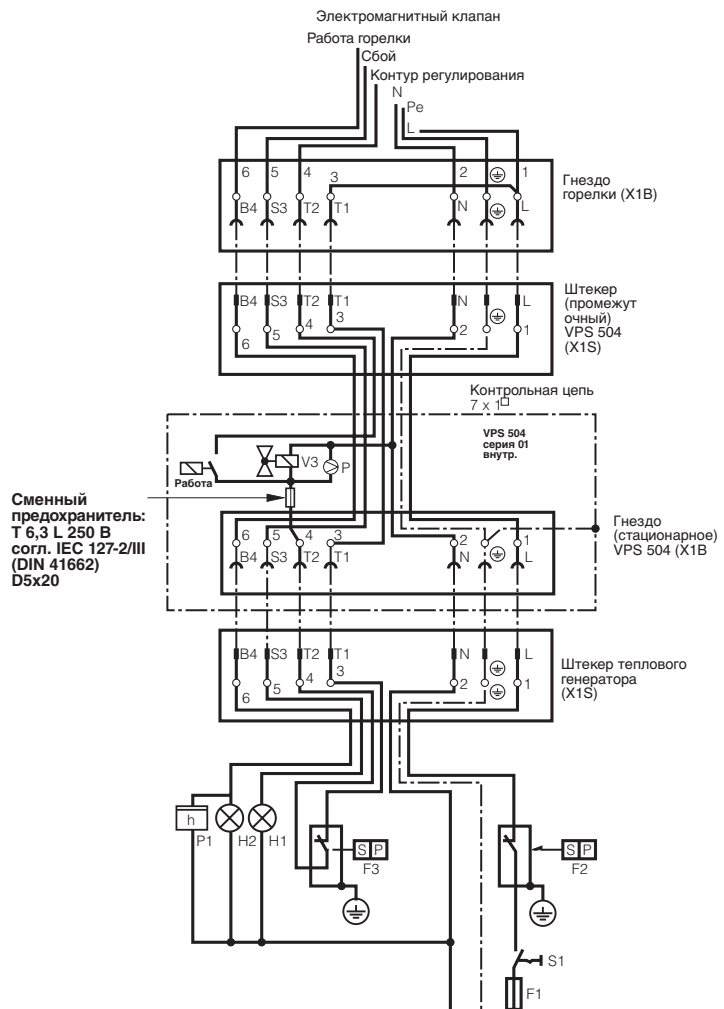 Электромагнитный клапан
Работа горелки
Сбой
Контур регулирования
N
Pe
L
6 5 4 3 2 1
B4 S3 T2 T1 N L
Гнездо
горелки (X1B)
B4 S3 T2 T1 N L
6 5 4 3 2 1
Штекер
(промежут
очный)
VPS 504
(X1S)
Контрольная цепь
7 x 1
VPS 504
серия 01
внутр.
V3
P
Работа
Сменный
предохранитель:
T 6,3 L 250 В
согл. IEC 127-2/III
(DIN 41662)
D5x20
6 5 4 3 2 1
B4 S3 T2 T1 N L
Гнездо
(стационарное)
VPS 504 (X1B
B4 S3 T2 T1 N L
6 5 4 3 2 1
Штекер теплового
генератора
(X1S)
h
P1
H2
H1
S P
F3
S P
F2
S1
F1